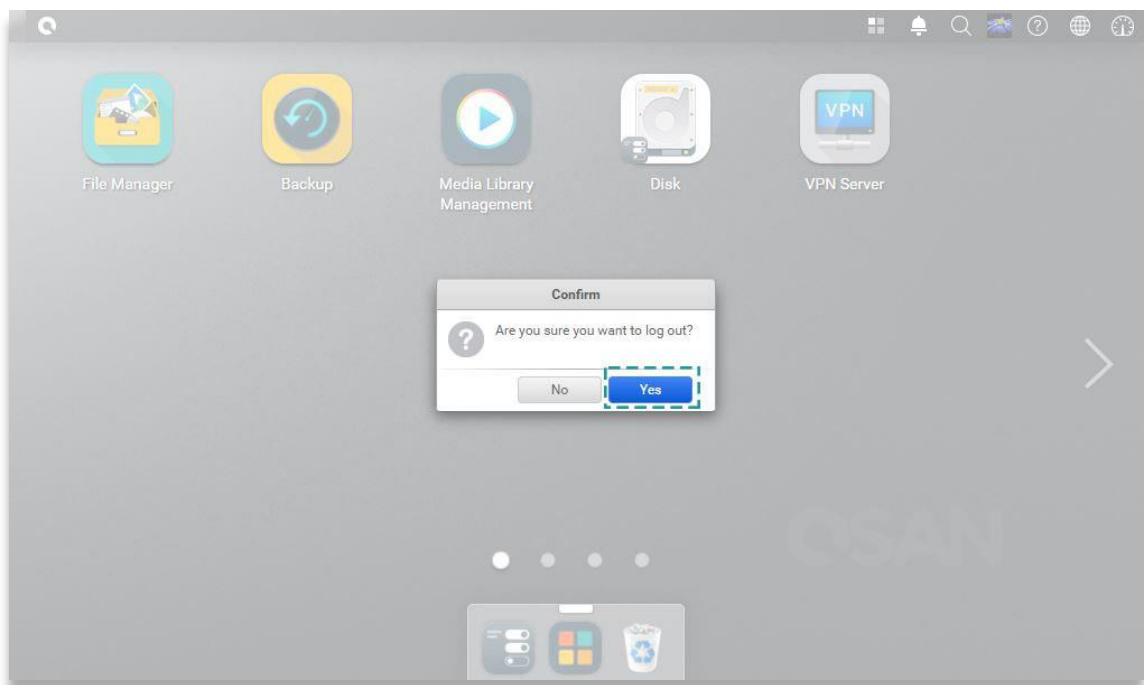 File Manager
Backup
Media Library
Management
Disk
VPN
VPN Server
Confirm
Are you sure you want to log out?
No
Yes
QSAN